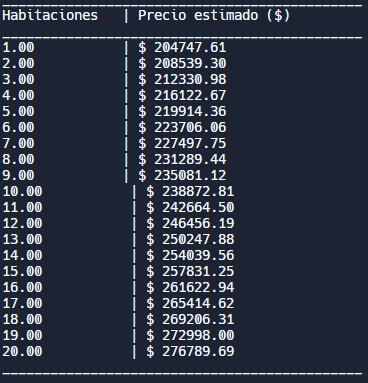 Habitaciones | Precio estimado ($)
1.00 | $ 204747.61
2.00 | $ 208539.30
3.00 | $ 212330.98
4.00 | $ 216122.67
5.00 | $ 219914.36
6.00 | $ 223706.06
7.00 | $ 227497.75
8.00 | $ 231289.44
9.00 | $ 235081.12
10.00 | $ 238872.81
11.00 | $ 242664.50
12.00 | $ 246456.19
13.00 | $ 250247.88
14.00 | $ 254039.56
15.00 | $ 257831.25
16.00 | $ 261622.94
17.00 | $ 265414.62
18.00 | $ 269206.31
19.00 | $ 272998.00
20.00 | $ 276789.69